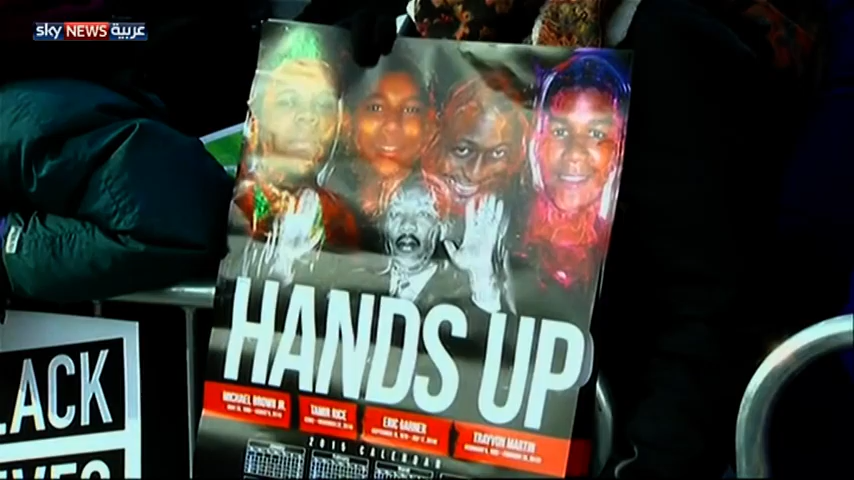 sky NEWS عربية
HANDS UP
MICHAEL BROWN JR.
TAMIR RICE
ERIC GARNER
TRAYVON MARTIN
2015 CALENDAR
LACK